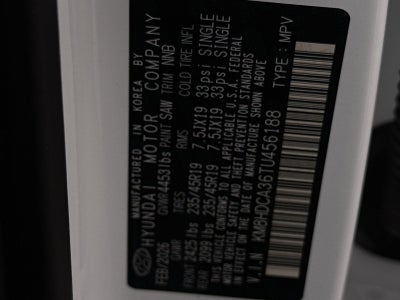 MANUFACTURED IN KOREA BY
HYUNDAI MOTOR COMPANY
FEB/2026 GVWR 4453lbs PAINT SAW TRIM NNB
GAWR TIRES RMS COLD TIRE INFL
FRONT 2425 lbs 235/45R19 7.5JX19 33psi SINGLE
REAR 2099 lbs 235/45R19 7.5JX19 33psi SINGLE
THIS VEHICLE CONFORMS TO ALL APPLICABLE U.S.A. FEDERAL
MOTOR VEHICLE SAFETY AND THEFT PREVENTION STANDARDS
IN EFFECT ON THE DATE OF MANUFACTURE SHOWN ABOVE
V.I.N : KM8HDCA36TU456188 TYPE : MPV